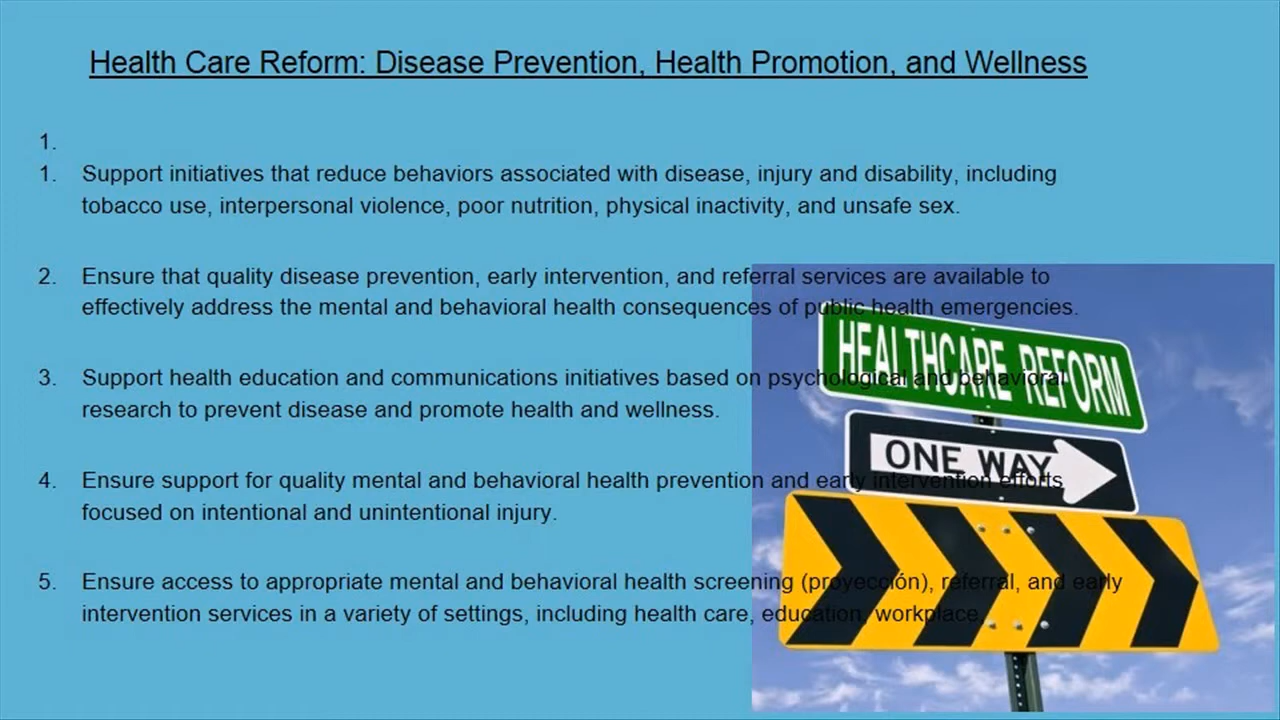 Health Care Reform: Disease Prevention, Health Promotion, and Wellness
1.
1. Support initiatives that reduce behaviors associated with disease, injury and disability, including
tobacco use, interpersonal violence, poor nutrition, physical inactivity, and unsafe sex.
2. Ensure that quality disease prevention, early intervention, and referral services are available to
effectively address the mental and behavioral health consequences of public health emergencies.
3. Support health education and communications initiatives based on psychological and behavioral
research to prevent disease and promote health and wellness.
4. Ensure support for quality mental and behavioral health prevention and early intervention efforts
focused on intentional and unintentional injury.
5. Ensure access to appropriate mental and behavioral health screening (proyección), referral, and early
intervention services in a variety of settings, including health care, education, workplace.
HEALTHCARE REFORM
ONE WAY